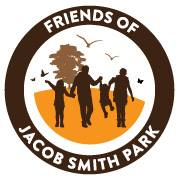 FRIENDS OF
JACOB SMITH PARK